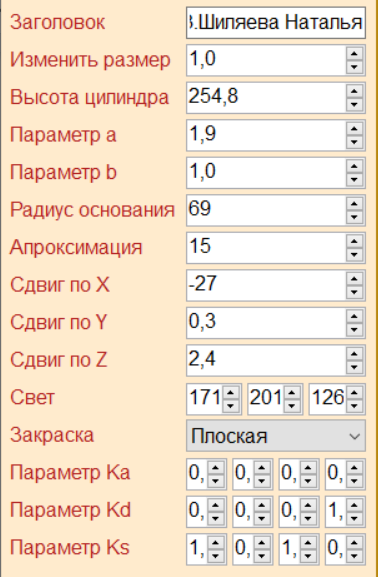 Заголовок з.Шиляева Наталья
Изменить размер 1,0
Высота цилиндра 254,8
Параметр a 1,9
Параметр b 1,0
Радиус основания 69
Апроксимация 15
Сдвиг по X -27
Сдвиг по Y 0,3
Сдвиг по Z 2,4
Свет 171 201 126
Закраска Плоская
Параметр Ka 0, 0, 0, 0,
Параметр Kd 0, 0, 0, 1,
Параметр Ks 1, 0, 1, 0,